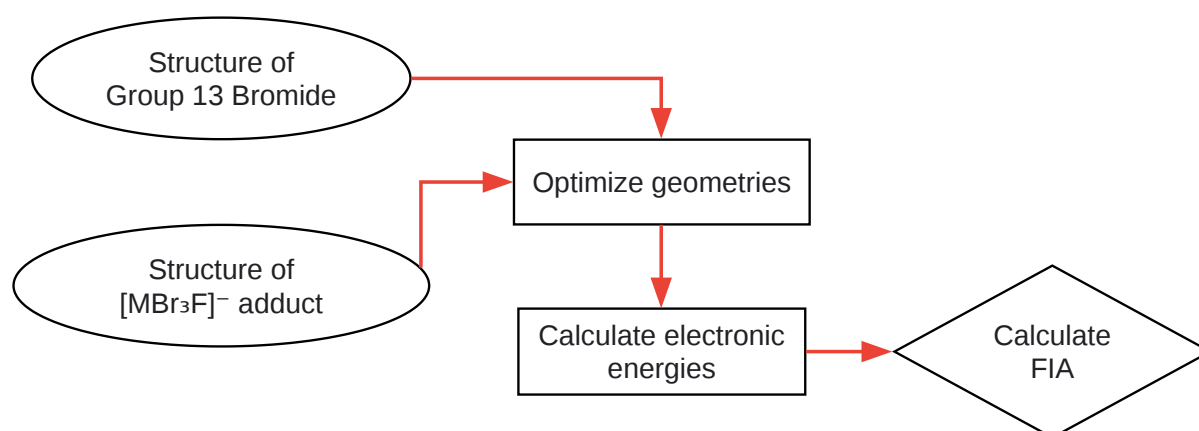 Structure of
Group 13 Bromide
Optimize geometries
Structure of
[MBr₃F]⁻ adduct
Calculate electronic
energies
Calculate
FIA